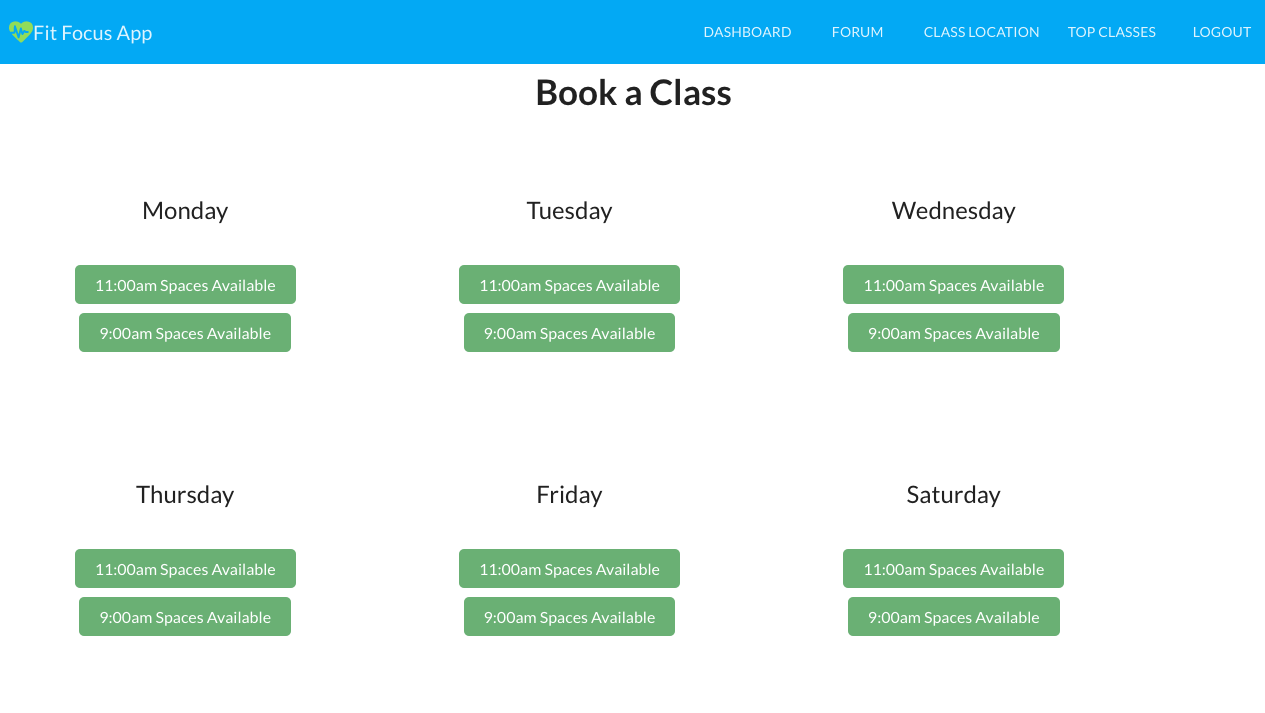 Fit Focus App
DASHBOARD FORUM CLASS LOCATION TOP CLASSES LOGOUT
Book a Class
Monday
11:00am Spaces Available
9:00am Spaces Available
Tuesday
11:00am Spaces Available
9:00am Spaces Available
Wednesday
11:00am Spaces Available
9:00am Spaces Available
Thursday
11:00am Spaces Available
9:00am Spaces Available
Friday
11:00am Spaces Available
9:00am Spaces Available
Saturday
11:00am Spaces Available
9:00am Spaces Available